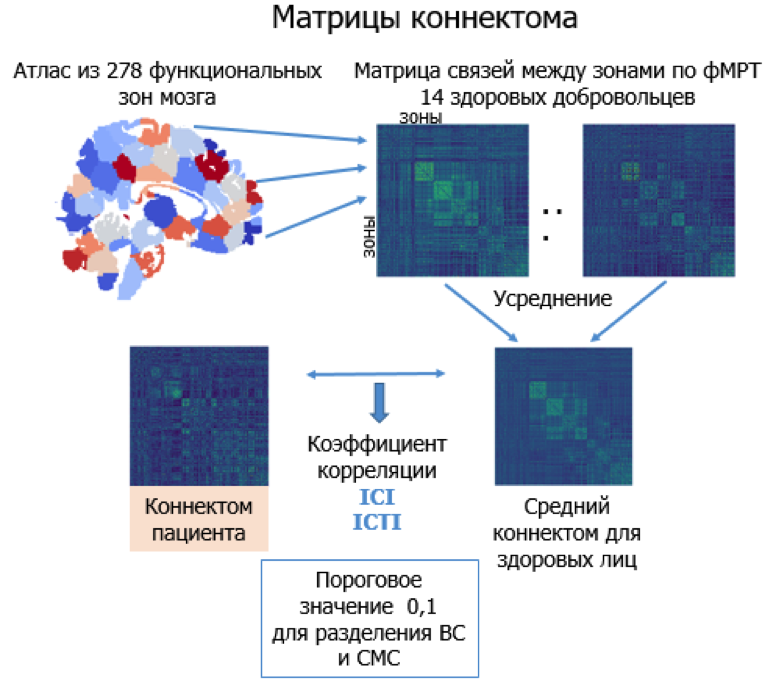 Матрицы коннектома
Атлас из 278 функциональных
зон мозга
Матрица связей между зонами по фМРТ
14 здоровых добровольцев
зоны
зоны
Усреднение
Коэффициент
корреляции
ICI
ICTI
Коннектом
пациента
Средний
коннектом для
здоровых лиц
Пороговое
значение 0,1
для разделения ВС
и СМС